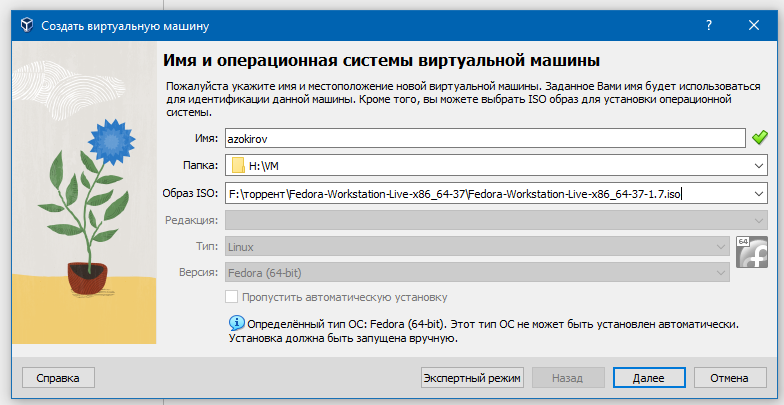 Создать виртуальную машину
Имя и операционная системы виртуальной машины
Пожалуйста укажите имя и местоположение новой виртуальной машины. Заданное Вами имя будет использоваться
для идентификации данной машины. Кроме того, вы можете выбрать ISO образ для установки операционной
системы.
Имя: azokirov
Папка: H:\VM
Образ ISO: F:\торрент\Fedora-Workstation-Live-x86_64-37\Fedora-Workstation-Live-x86_64-37-1.7.iso
Редакция:
Тип: Linux 64
Версия: Fedora (64-bit)
Пропустить автоматическую установку
Определённый тип ОС: Fedora (64-bit). Этот тип ОС не может быть установлен автоматически.
Установка должна быть запущена вручную.
Справка Экспертный режим Назад Далее Отмена